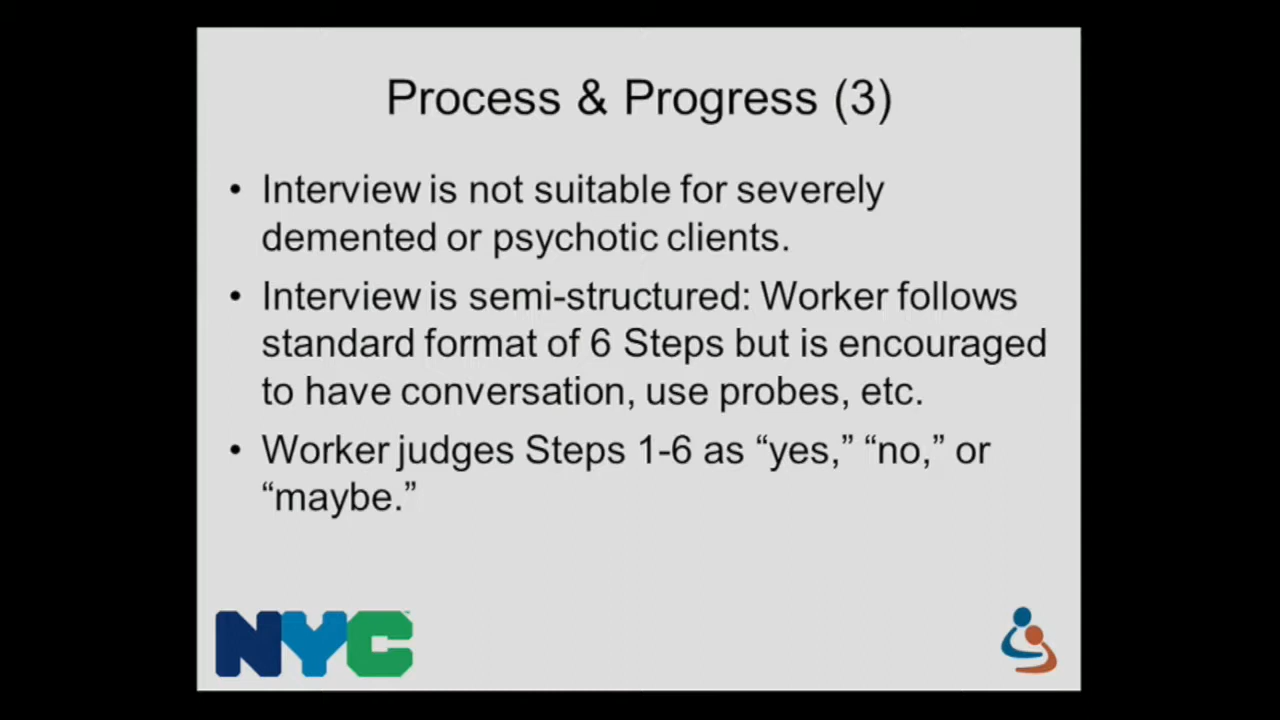 Process & Progress (3)
• Interview is not suitable for severely
demented or psychotic clients.
• Interview is semi-structured: Worker follows
standard format of 6 Steps but is encouraged
to have conversation, use probes, etc.
• Worker judges Steps 1-6 as “yes,” “no,” or
“maybe.”
NYC